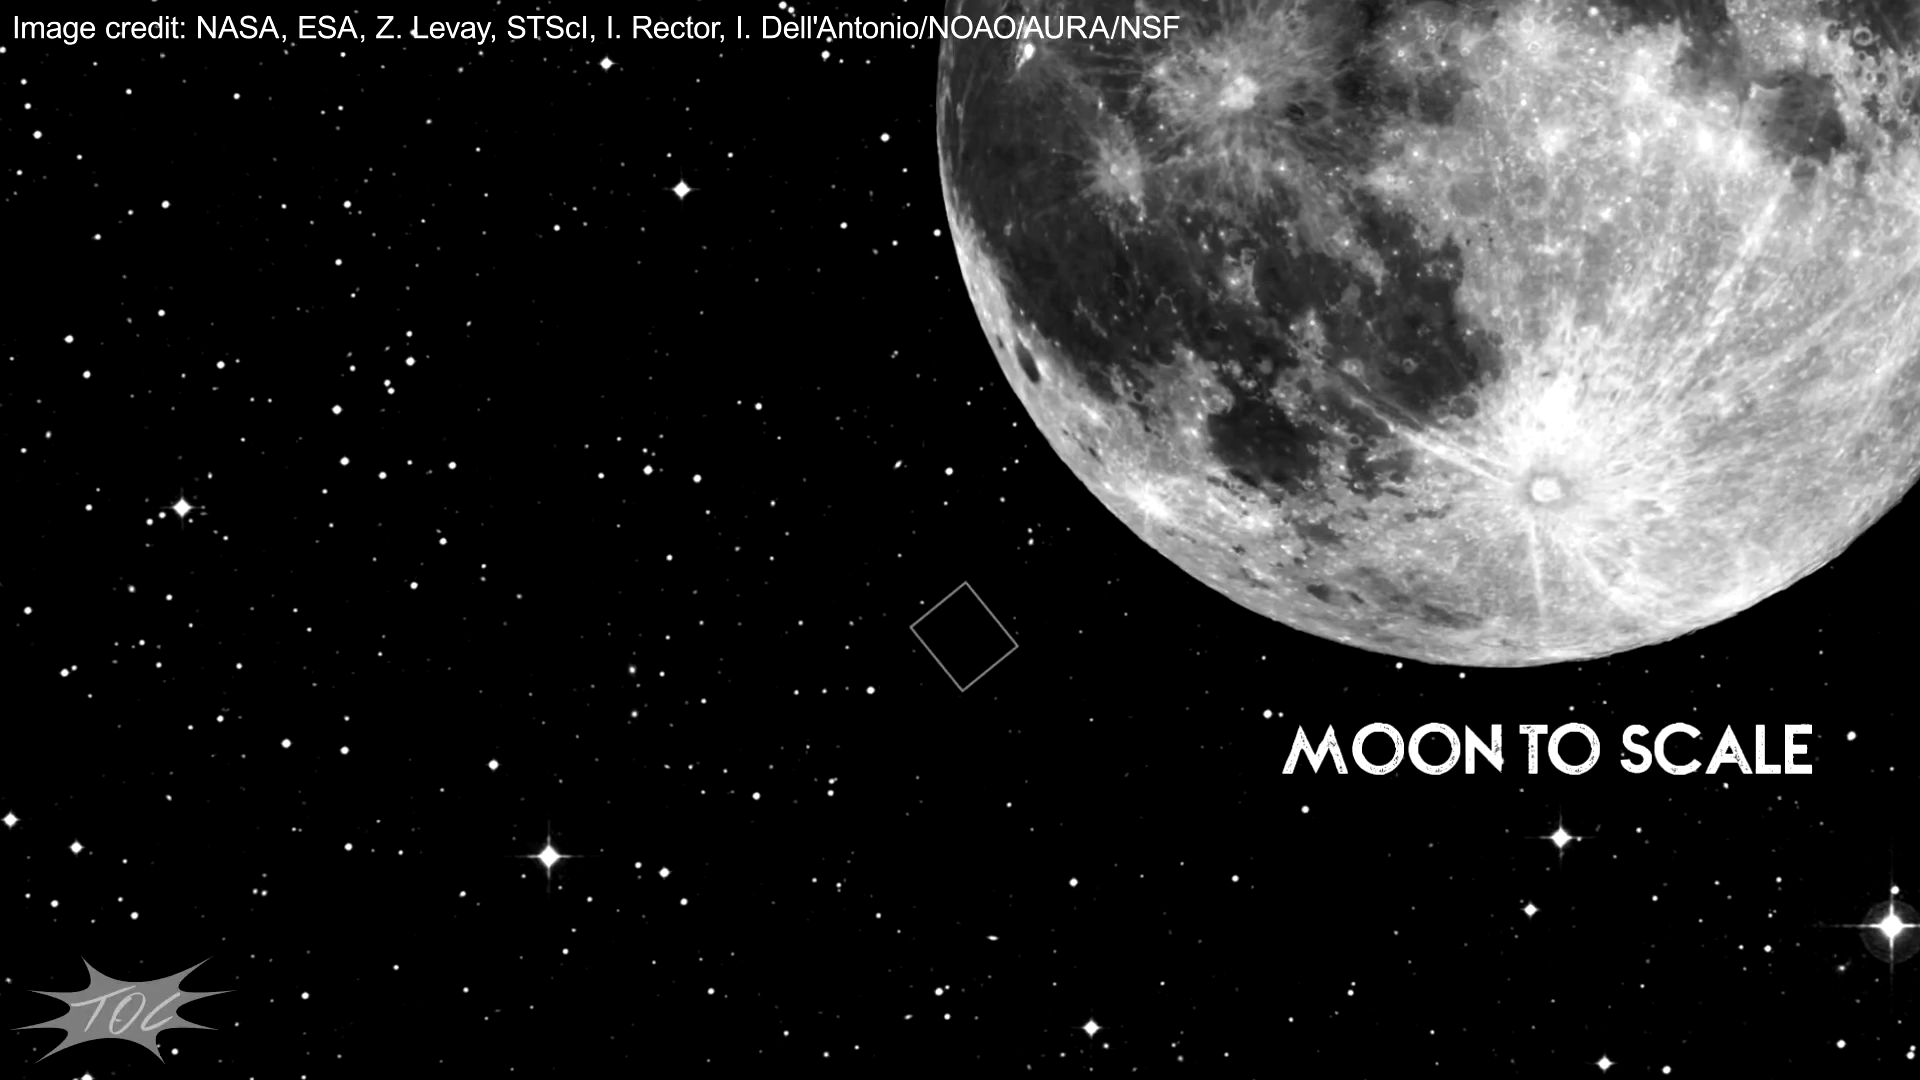 Image credit: NASA, ESA, Z. Levay, STScI, I. Rector, I. Dell'Antonio/NOAO/AURA/NSF
MOON TO SCALE
TOC